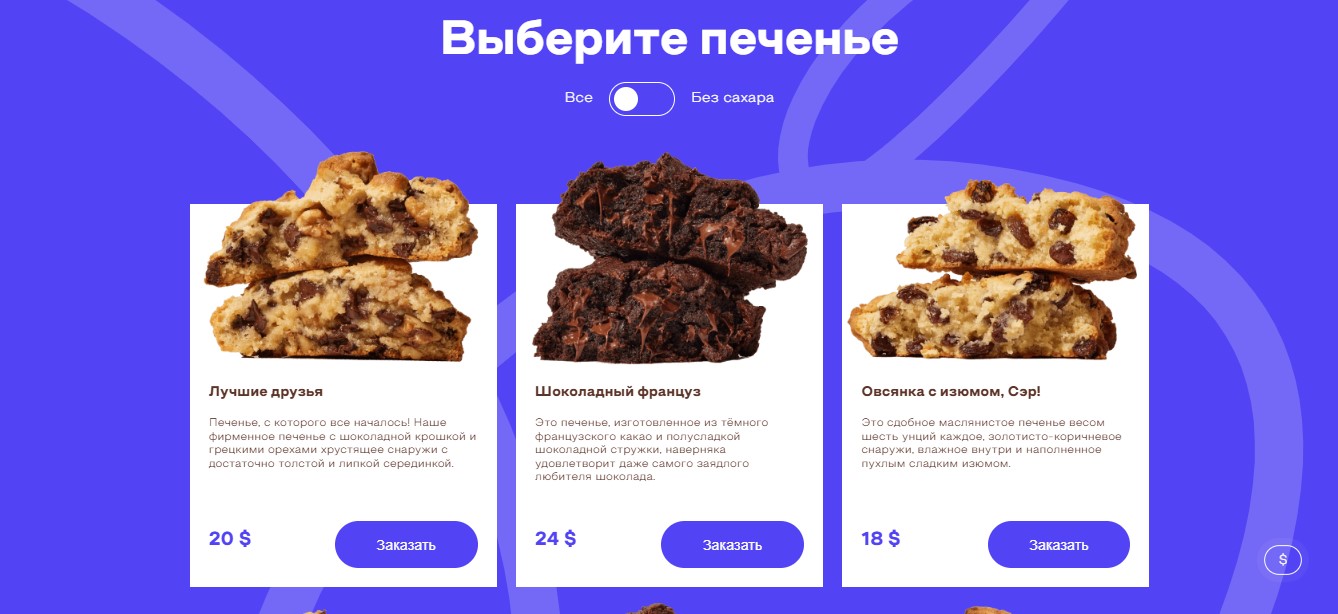 Выберите печенье
Все
Без сахара
Лучшие друзья
Печенье, с которого все началось! Наше
фирменное печенье с шоколадной крошкой и
грецкими орехами хрустящее снаружи с
достаточно толстой и липкой серединкой.
20 $
Заказать
Шоколадный француз
Это печенье, изготовленное из тёмного
французского какао и полусладкой
шоколадной стружки, наверняка
удовлетворит даже самого заядлого
любителя шоколада.
24 $
Заказать
Овсянка с изюмом, Сэр!
Это сдобное маслянистое печенье весом
шесть унций каждое, золотисто-коричневое
снаружи, влажное внутри и наполненное
пухлым сладким изюмом.
18 $
Заказать
$